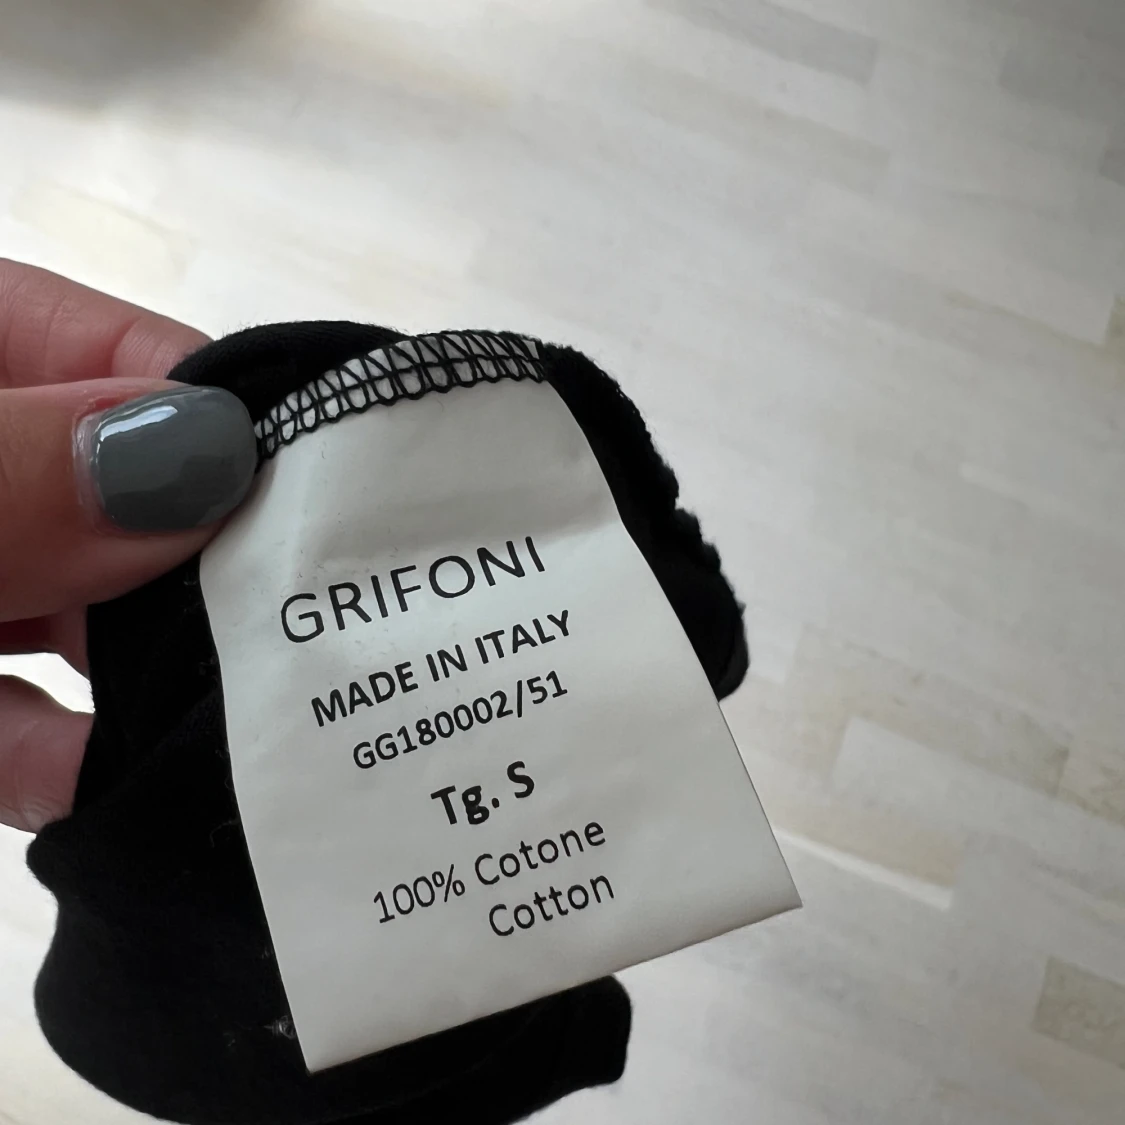 GRIFONI
MADE IN ITALY
GG180002/51
Tg. S
100% Cotone
Cotton